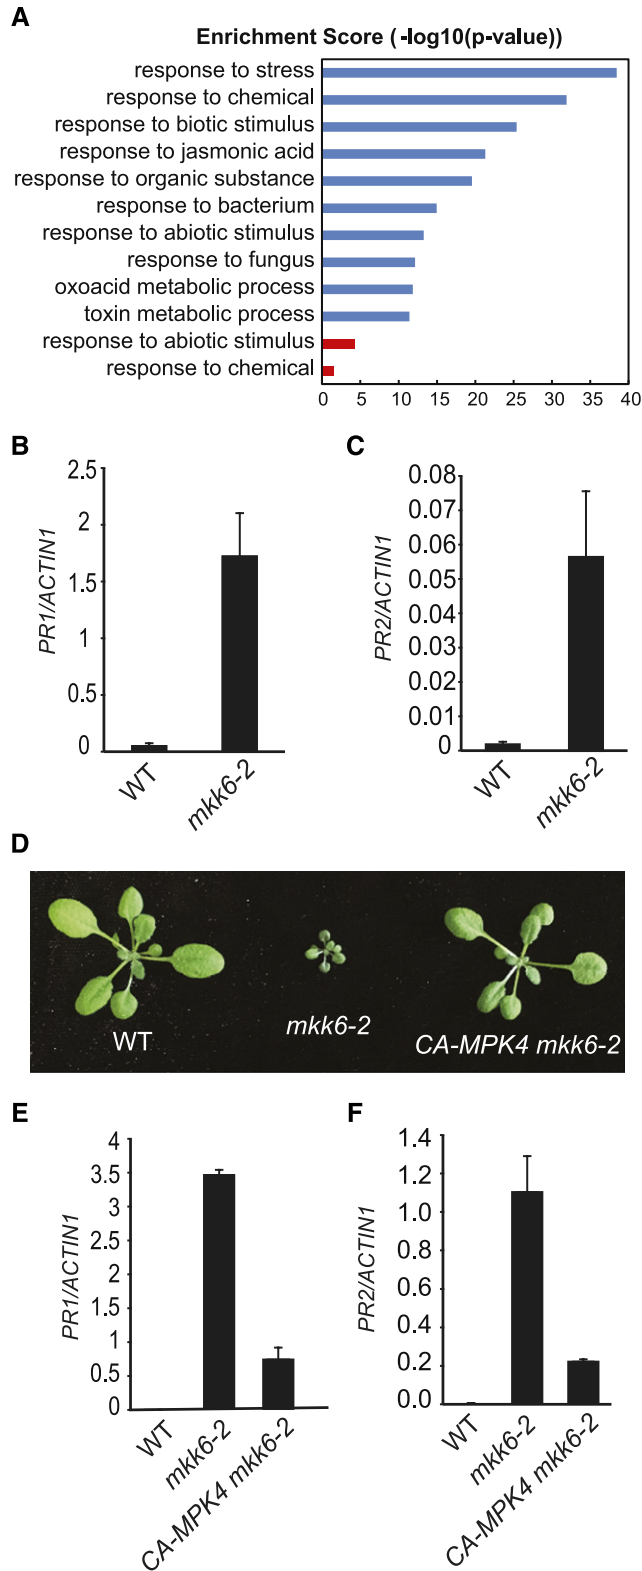 A
Enrichment Score (-log10(p-value))
response to stress
response to chemical
response to biotic stimulus
response to jasmonic acid
response to organic substance
response to bacterium
response to abiotic stimulus
response to fungus
oxoacid metabolic process
toxin metabolic process
response to abiotic stimulus
response to chemical
0 5 10 15 20 25 30 35 40
B
2.5
2
1.5
1
0.5
0
PR1/ACTIN1
WT
mkk6-2
C
0.08
0.07
0.06
0.05
0.04
0.03
0.02
0.01
0
PR2/ACTIN1
WT
mkk6-2
D
WT
mkk6-2
CA-MPK4 mkk6-2
E
4
3.5
3
2.5
2
1.5
1
0.5
0
PR1/ACTIN1
WT
mkk6-2
CA-MPK4 mkk6-2
F
1.4
1.2
1.0
0.8
0.6
0.4
0.2
0.0
PR2/ACTIN1
WT
mkk6-2
CA-MPK4 mkk6-2